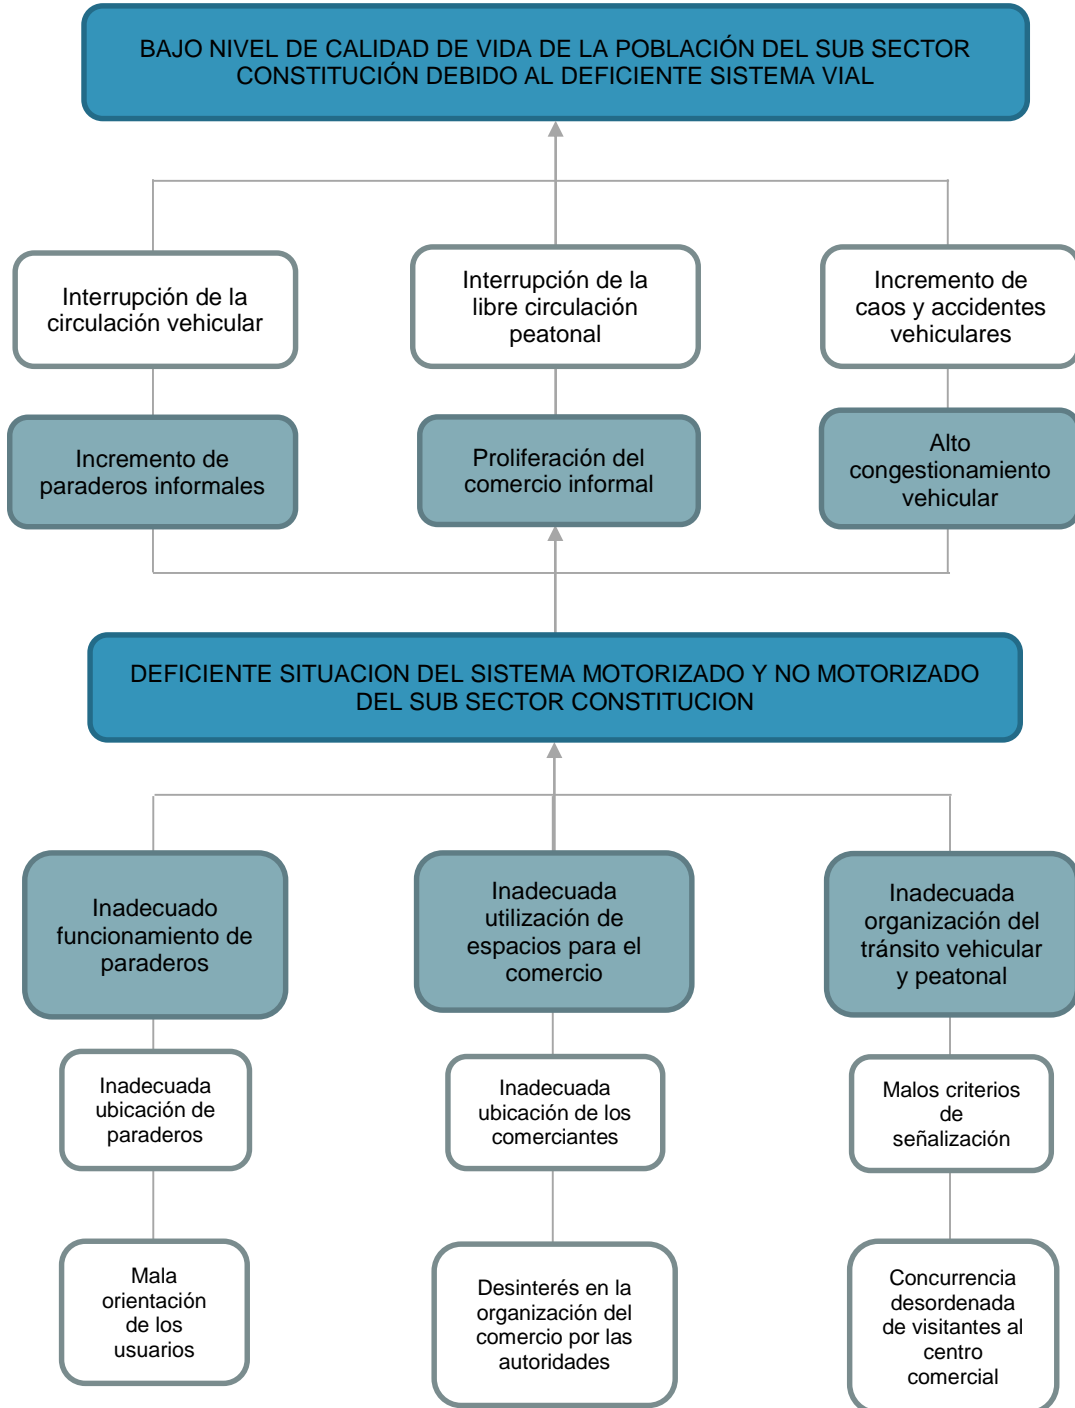 BAJO NIVEL DE CALIDAD DE VIDA DE LA POBLACIÓN DEL SUB SECTOR
CONSTITUCIÓN DEBIDO AL DEFICIENTE SISTEMA VIAL
Interrupción de la
circulación vehicular
Interrupción de la
libre circulación
peatonal
Incremento de
caos y accidentes
vehiculares
Incremento de
paraderos informales
Proliferación del
comercio informal
Alto
congestionamiento
vehicular
DEFICIENTE SITUACION DEL SISTEMA MOTORIZADO Y NO MOTORIZADO
DEL SUB SECTOR CONSTITUCION
Inadecuado
funcionamiento de
paraderos
Inadecuada
utilización de
espacios para el
comercio
Inadecuada
organización del
tránsito vehicular
y peatonal
Inadecuada
ubicación de
paraderos
Inadecuada
ubicación de los
comerciantes
Malos criterios
de
señalización
Mala
orientación
de los
usuarios
Desinterés en la
organización del
comercio por las
autoridades
Concurrencia
desordenada
de visitantes al
centro
comercial